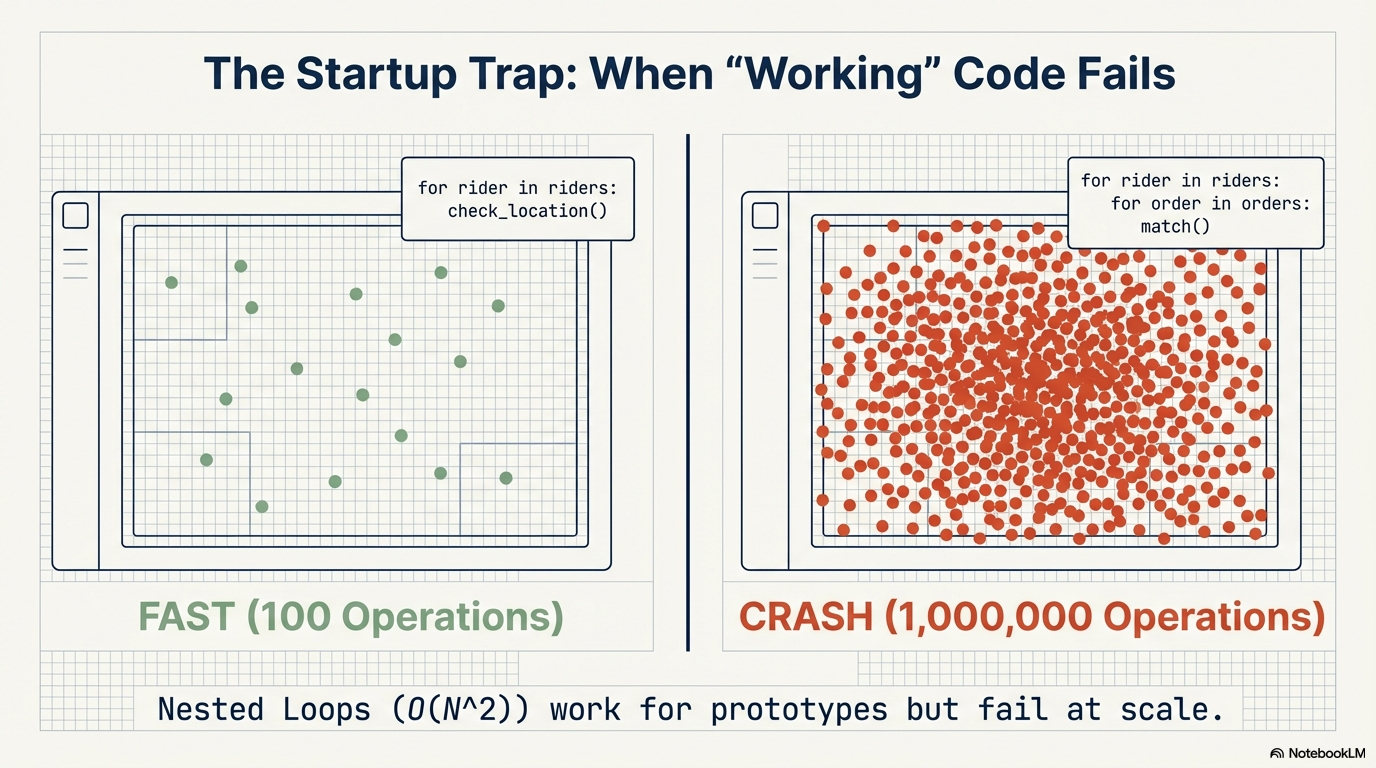 The Startup Trap: When “Working” Code Fails
for rider in riders:
check_location()
FAST (100 Operations)
for rider in riders:
for order in orders:
match()
CRASH (1,000,000 Operations)
Nested Loops (O(N^2)) work for prototypes but fail at scale.
NotebookLM